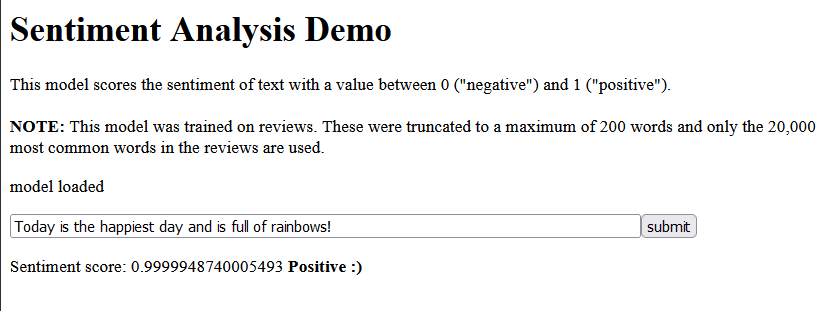 Sentiment Analysis Demo
This model scores the sentiment of text with a value between 0 ("negative") and 1 ("positive").
NOTE: This model was trained on reviews. These were truncated to a maximum of 200 words and only the 20,000
most common words in the reviews are used.
model loaded
Today is the happiest day and is full of rainbows! submit
Sentiment score: 0.9999948740005493 Positive :)